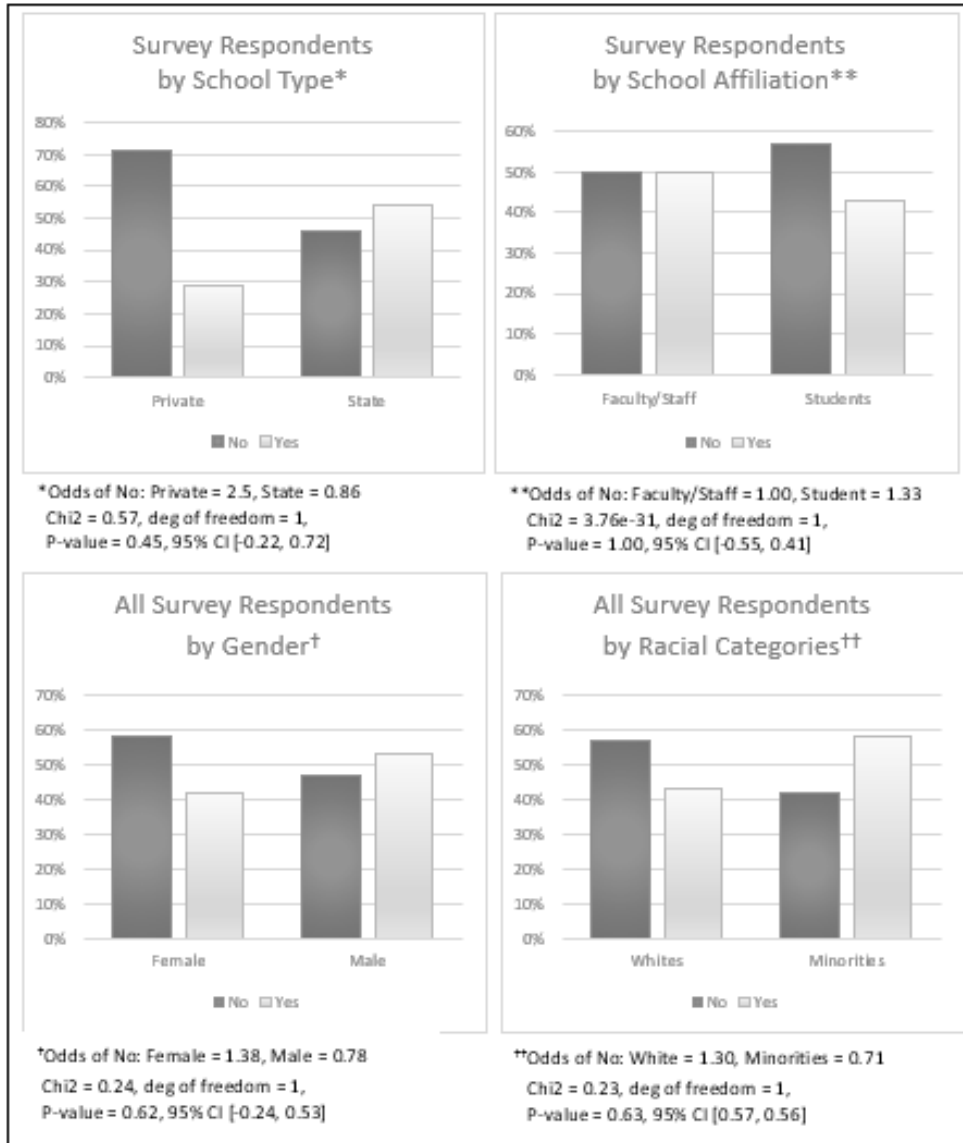 Survey Respondents
by School Type*
80%
70%
60%
50%
40%
30%
20%
10%
0%
Private State
No Yes
*Odds of No: Private = 2.5, State = 0.86
Chi2 = 0.57, deg of freedom = 1,
P-value = 0.45, 95% CI [-0.22, 0.72]
Survey Respondents
by School Affiliation**
60%
50%
40%
30%
20%
10%
0%
Faculty/Staff Students
No Yes
**Odds of No: Faculty/Staff = 1.00, Student = 1.33
Chi2 = 3.76e-31, deg of freedom = 1,
P-value = 1.00, 95% CI [-0.55, 0.41]
All Survey Respondents
by Gender†
70%
60%
50%
40%
30%
20%
10%
0%
Female Male
No Yes
†Odds of No: Female = 1.38, Male = 0.78
Chi2 = 0.24, deg of freedom = 1,
P-value = 0.62, 95% CI [-0.24, 0.53]
All Survey Respondents
by Racial Categories††
70%
60%
50%
40%
30%
20%
10%
0%
Whites Minorities
No Yes
††Odds of No: White = 1.30, Minorities = 0.71
Chi2 = 0.23, deg of freedom = 1,
P-value = 0.63, 95% CI [0.57, 0.56]